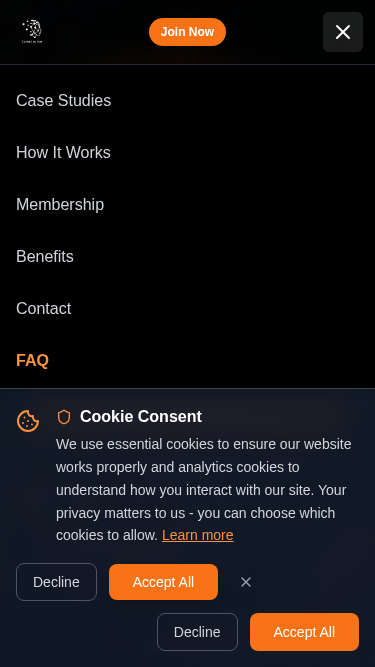 Join Now
Case Studies
How It Works
Membership
Benefits
Contact
FAQ
Cookie Consent
We use essential cookies to ensure our website
works properly and analytics cookies to
understand how you interact with our site. Your
privacy matters to us - you can choose which
cookies to allow. Learn more
Decline
Accept All
Decline
Accept All